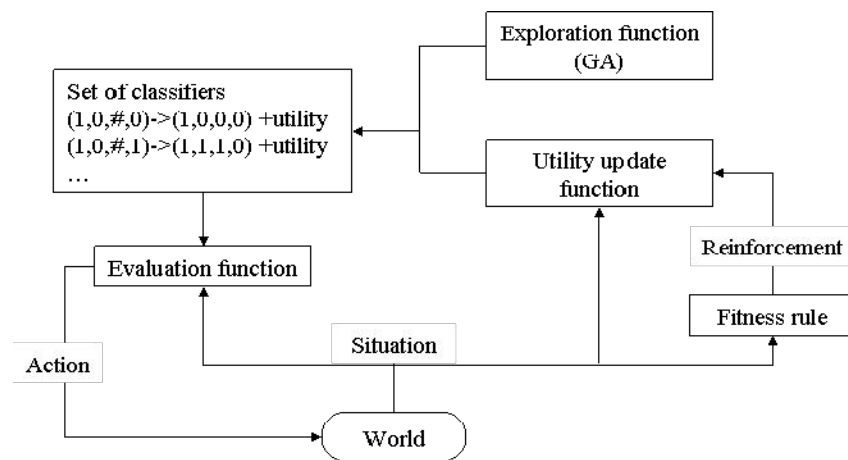 Exploration function
(GA)
Set of classifiers
(1,0,#,0)->(1,0,0,0) +utility
(1,0,#,1)->(1,1,1,0) +utility
...
Utility update
function
Evaluation function
Reinforcement
Fitness rule
Situation
Action
World